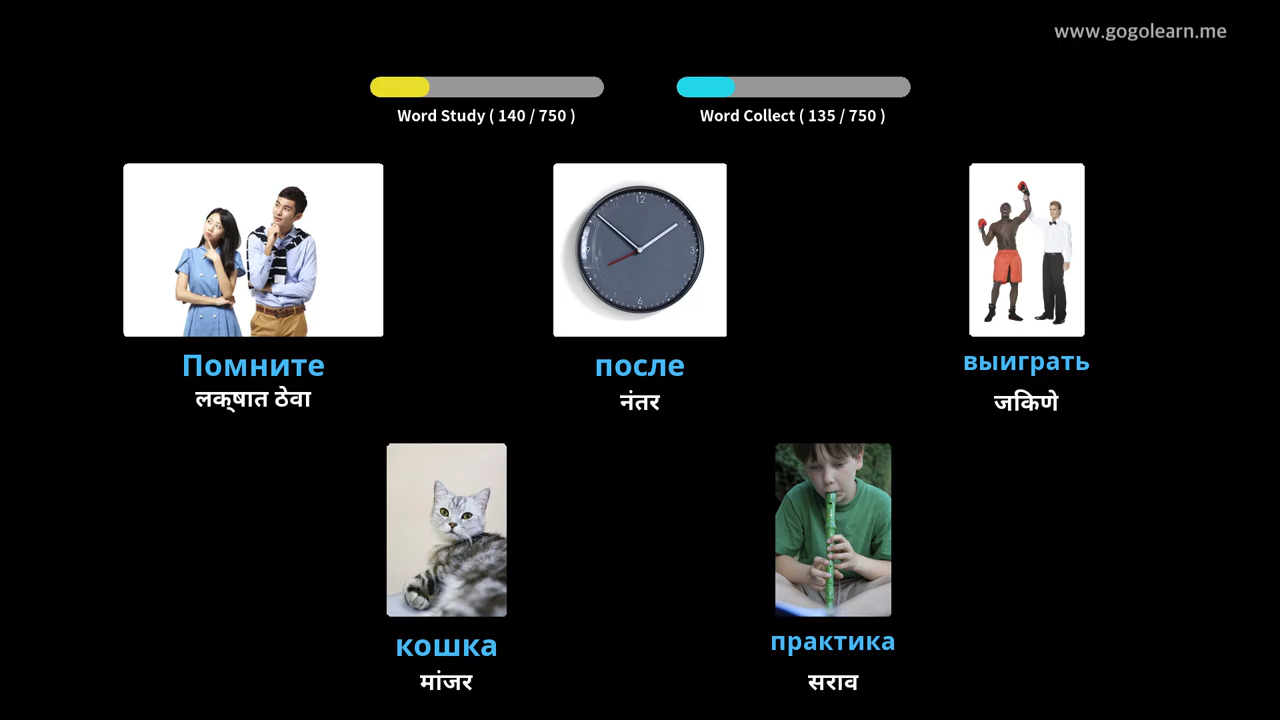 www.gogolearn.me
Word Study ( 140 / 750 )
Word Collect ( 135 / 750 )
Помните
लक्षात ठेवा
после
नंतर
выиграть
जकिणे
кошка
मांजर
практика
सराव